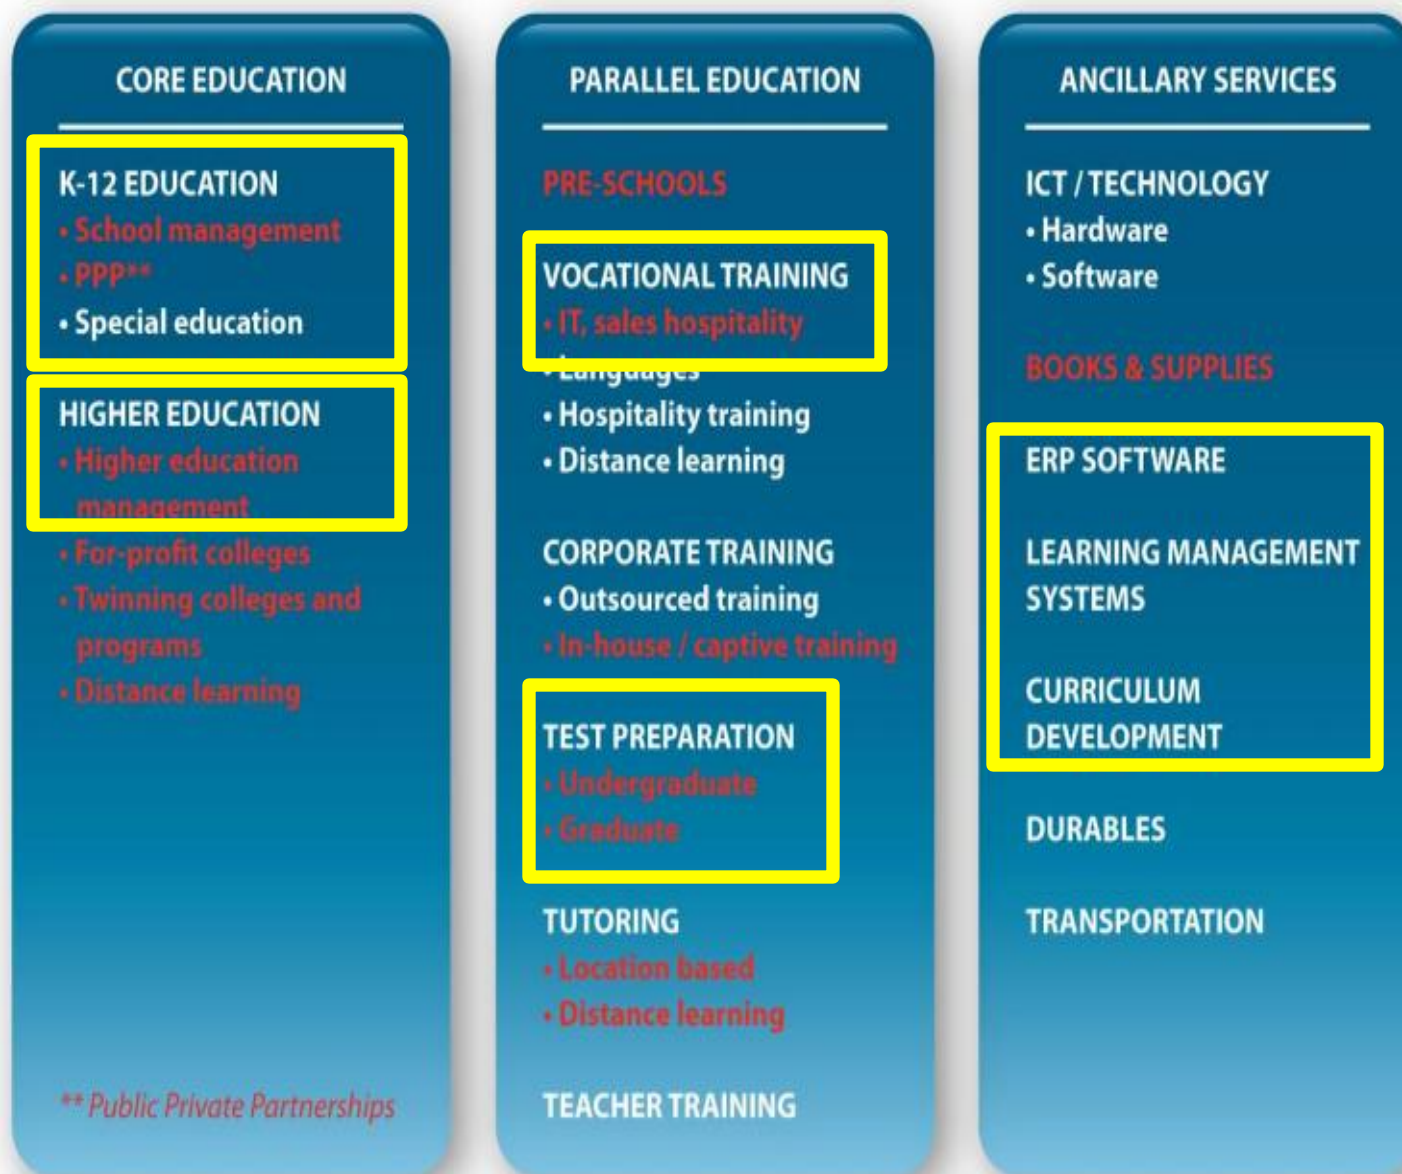 CORE EDUCATION
K-12 EDUCATION
• School management
• PPP**
• Special education
HIGHER EDUCATION
• Higher education
management
• For-profit colleges
• Twinning colleges and
programs
• Distance learning
** Public Private Partnerships
PARALLEL EDUCATION
PRE-SCHOOLS
VOCATIONAL TRAINING
• IT, sales hospitality
• Languages
• Hospitality training
• Distance learning
CORPORATE TRAINING
• Outsourced training
• In-house / captive training
TEST PREPARATION
• Undergraduate
• Graduate
TUTORING
• Location based
• Distance learning
TEACHER TRAINING
ANCILLARY SERVICES
ICT / TECHNOLOGY
• Hardware
• Software
BOOKS & SUPPLIES
ERP SOFTWARE
LEARNING MANAGEMENT
SYSTEMS
CURRICULUM
DEVELOPMENT
DURABLES
TRANSPORTATION